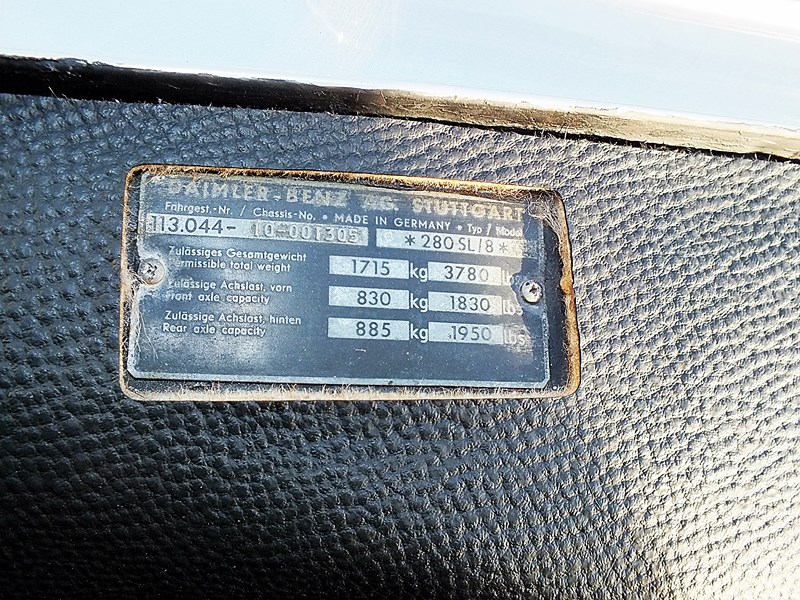 DAIMLER-BENZ AG. STUTTGART
Fahrgest.-Nr. / Chassis-No. • MADE IN GERMANY • Typ / Model
113.044- 10-001305 *280SL/8*
Zulässiges Gesamtgewicht
Permissible total weight 1715 kg 3780 lbs
Zulässige Achslast, vorn
Front axle capacity 830 kg 1830 lbs
Zulässige Achslast, hinten
Rear axle capacity 885 kg 1950 lbs